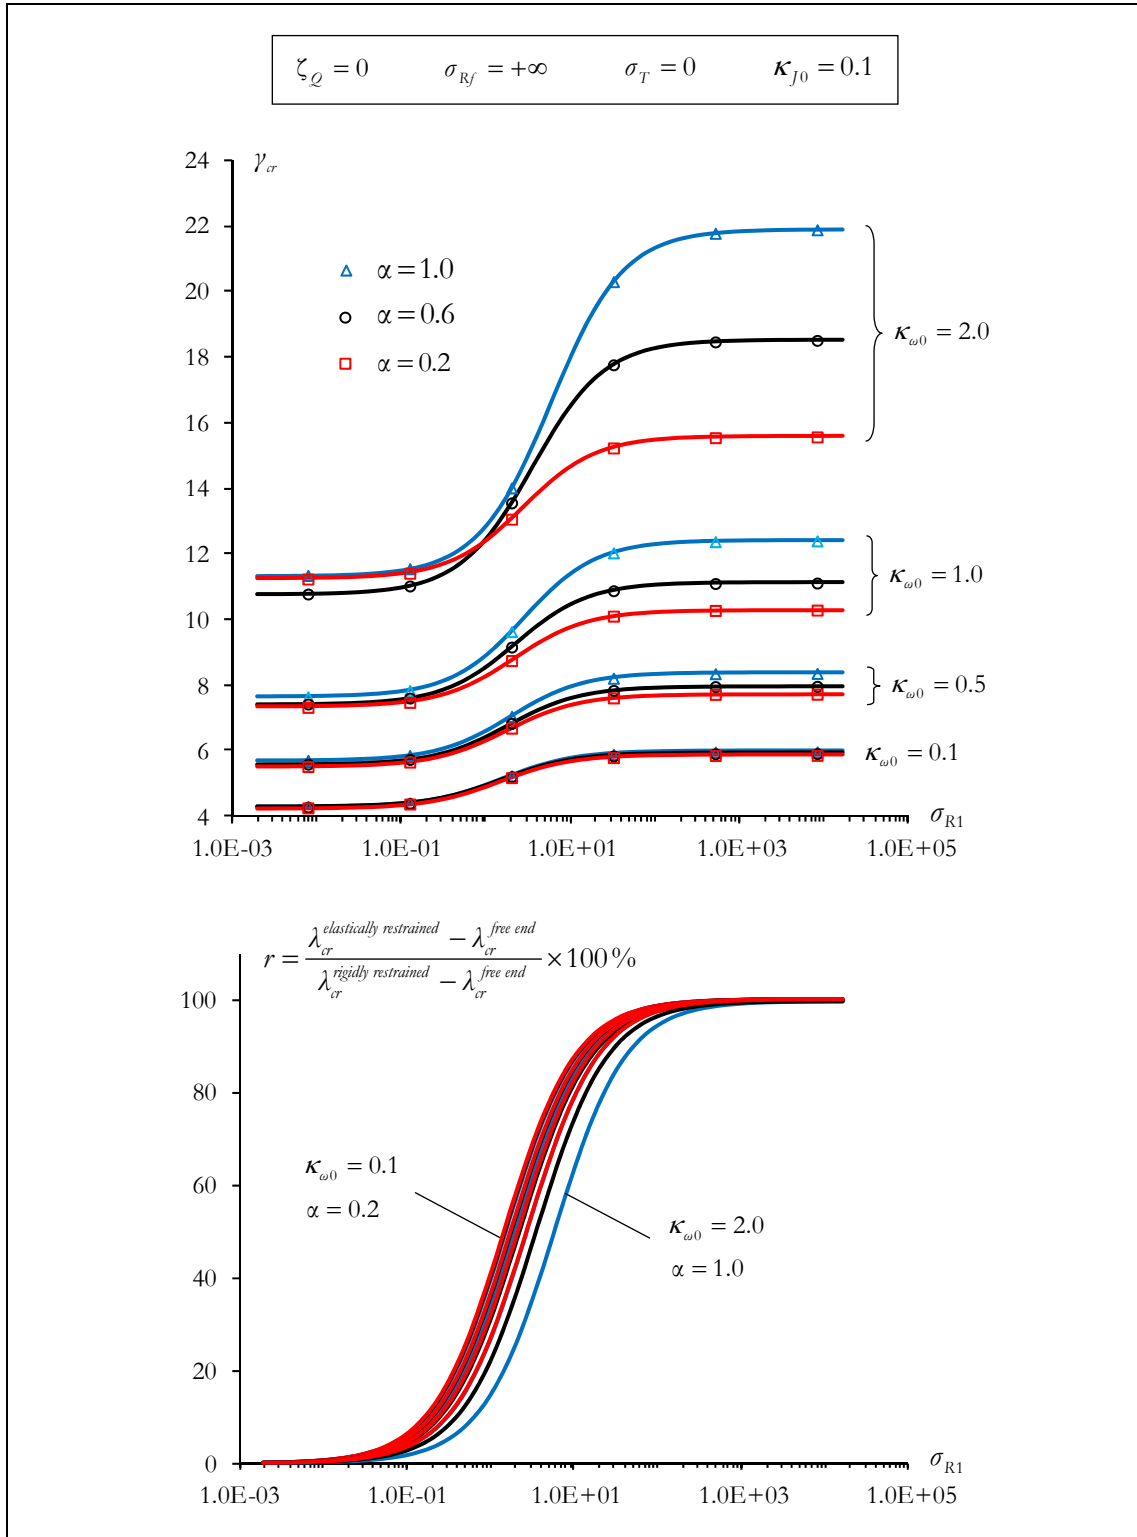 ζ_Q = 0 σ_Rf = +∞ σ_T = 0 κ_J0 = 0.1
γ_cr
24
22
20
18
16
14
12
10
8
6
4
α = 1.0
α = 0.6
α = 0.2
κ_ω0 = 2.0
κ_ω0 = 1.0
κ_ω0 = 0.5
κ_ω0 = 0.1
σ_R1
1.0E-03 1.0E-01 1.0E+01 1.0E+03 1.0E+05
r = (λ_cr^elastically restrained − λ_cr^free end) / (λ_cr^rigidly restrained − λ_cr^free end) × 100%
100
80
60
40
20
0
κ_ω0 = 0.1
α = 0.2
κ_ω0 = 2.0
α = 1.0
σ_R1
1.0E-03 1.0E-01 1.0E+01 1.0E+03 1.0E+05